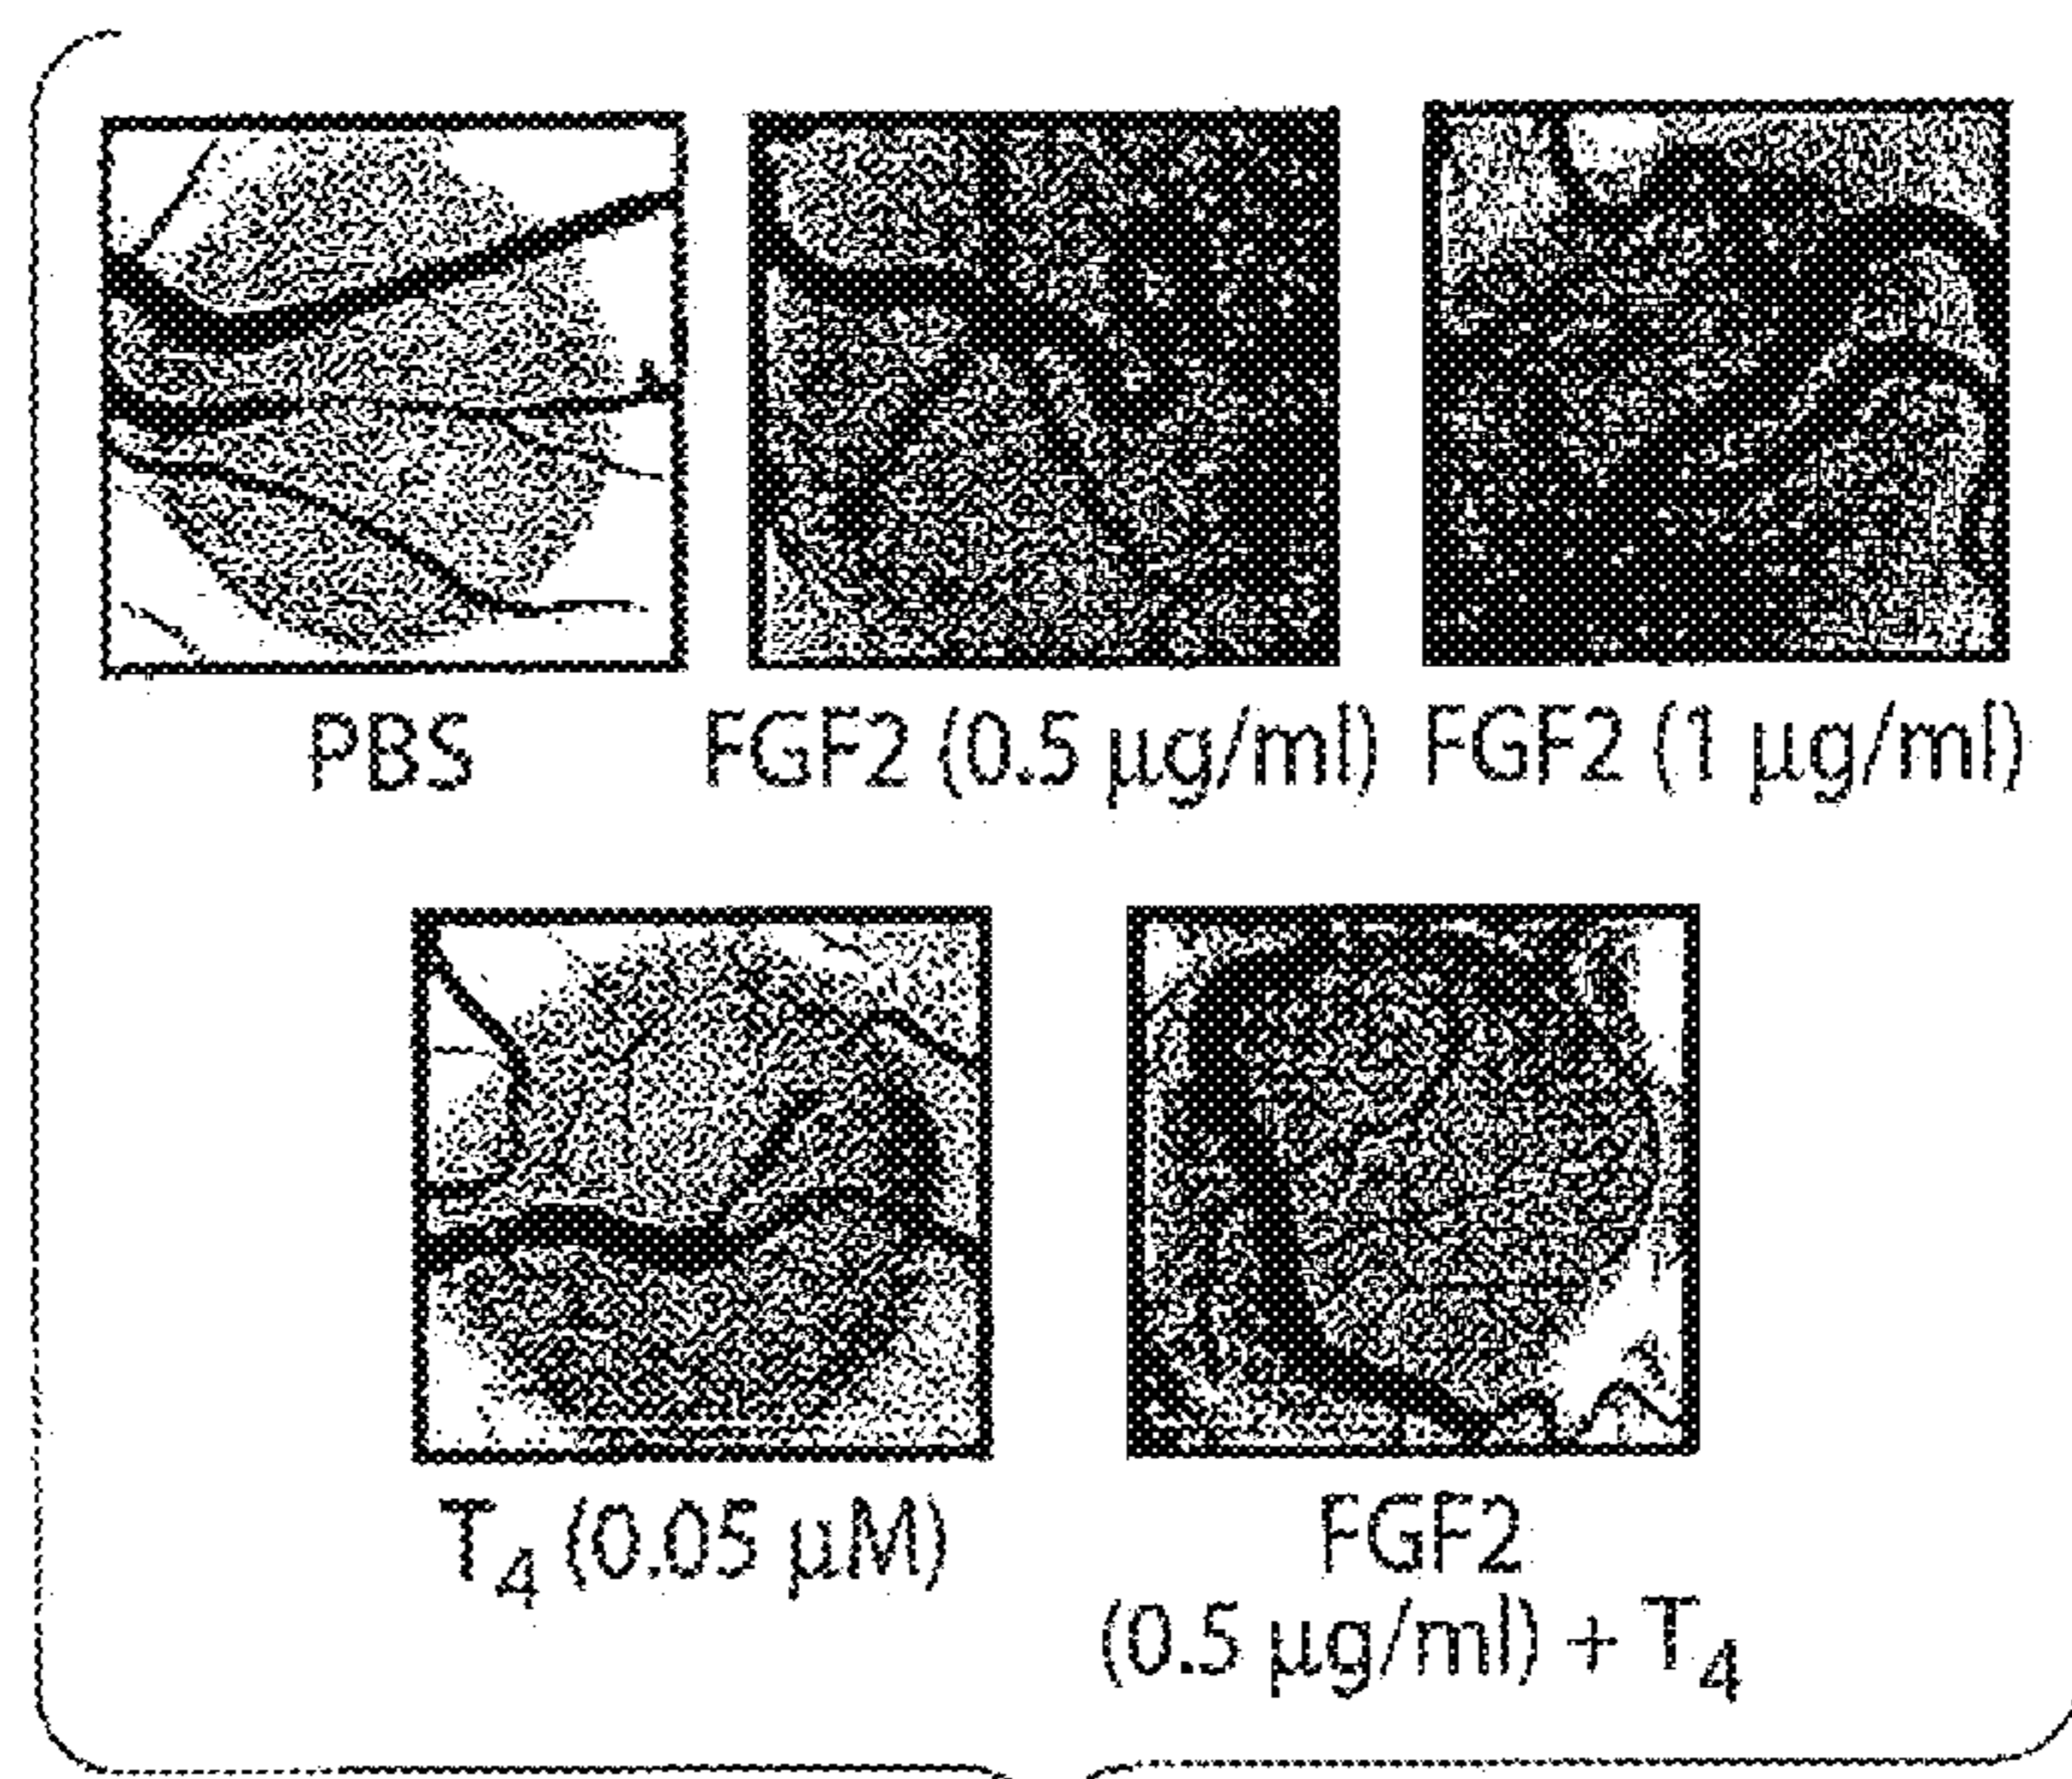 PBS
FGF2 (0.5 µg/ml)
FGF2 (1 µg/ml)
T₄ (0.05 µM)
FGF2
(0.5 µg/ml) + T₄